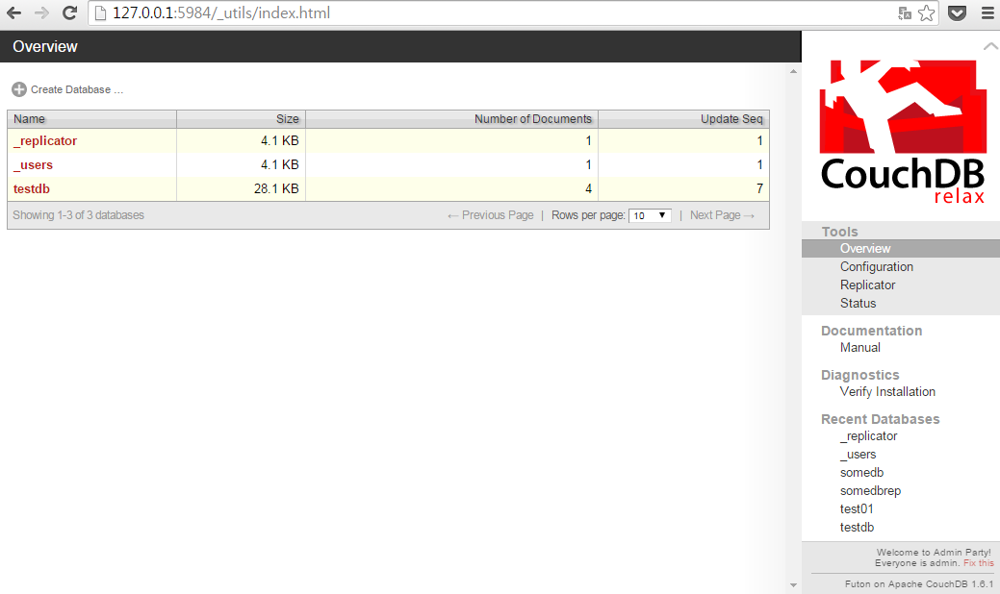 127.0.0.1:5984/_utils/index.html
Overview
Create Database ...
Name Size Number of Documents Update Seq
_replicator 4.1 KB 1 1
_users 4.1 KB 1 1
testdb 28.1 KB 4 7
Showing 1-3 of 3 databases ← Previous Page | Rows per page: 10 | Next Page →
CouchDB
relax
Tools
Overview
Configuration
Replicator
Status
Documentation
Manual
Diagnostics
Verify Installation
Recent Databases
_replicator
_users
somedb
somedbrep
test01
testdb
Welcome to Admin Party!
Everyone is admin. Fix this
Futon on Apache CouchDB 1.6.1